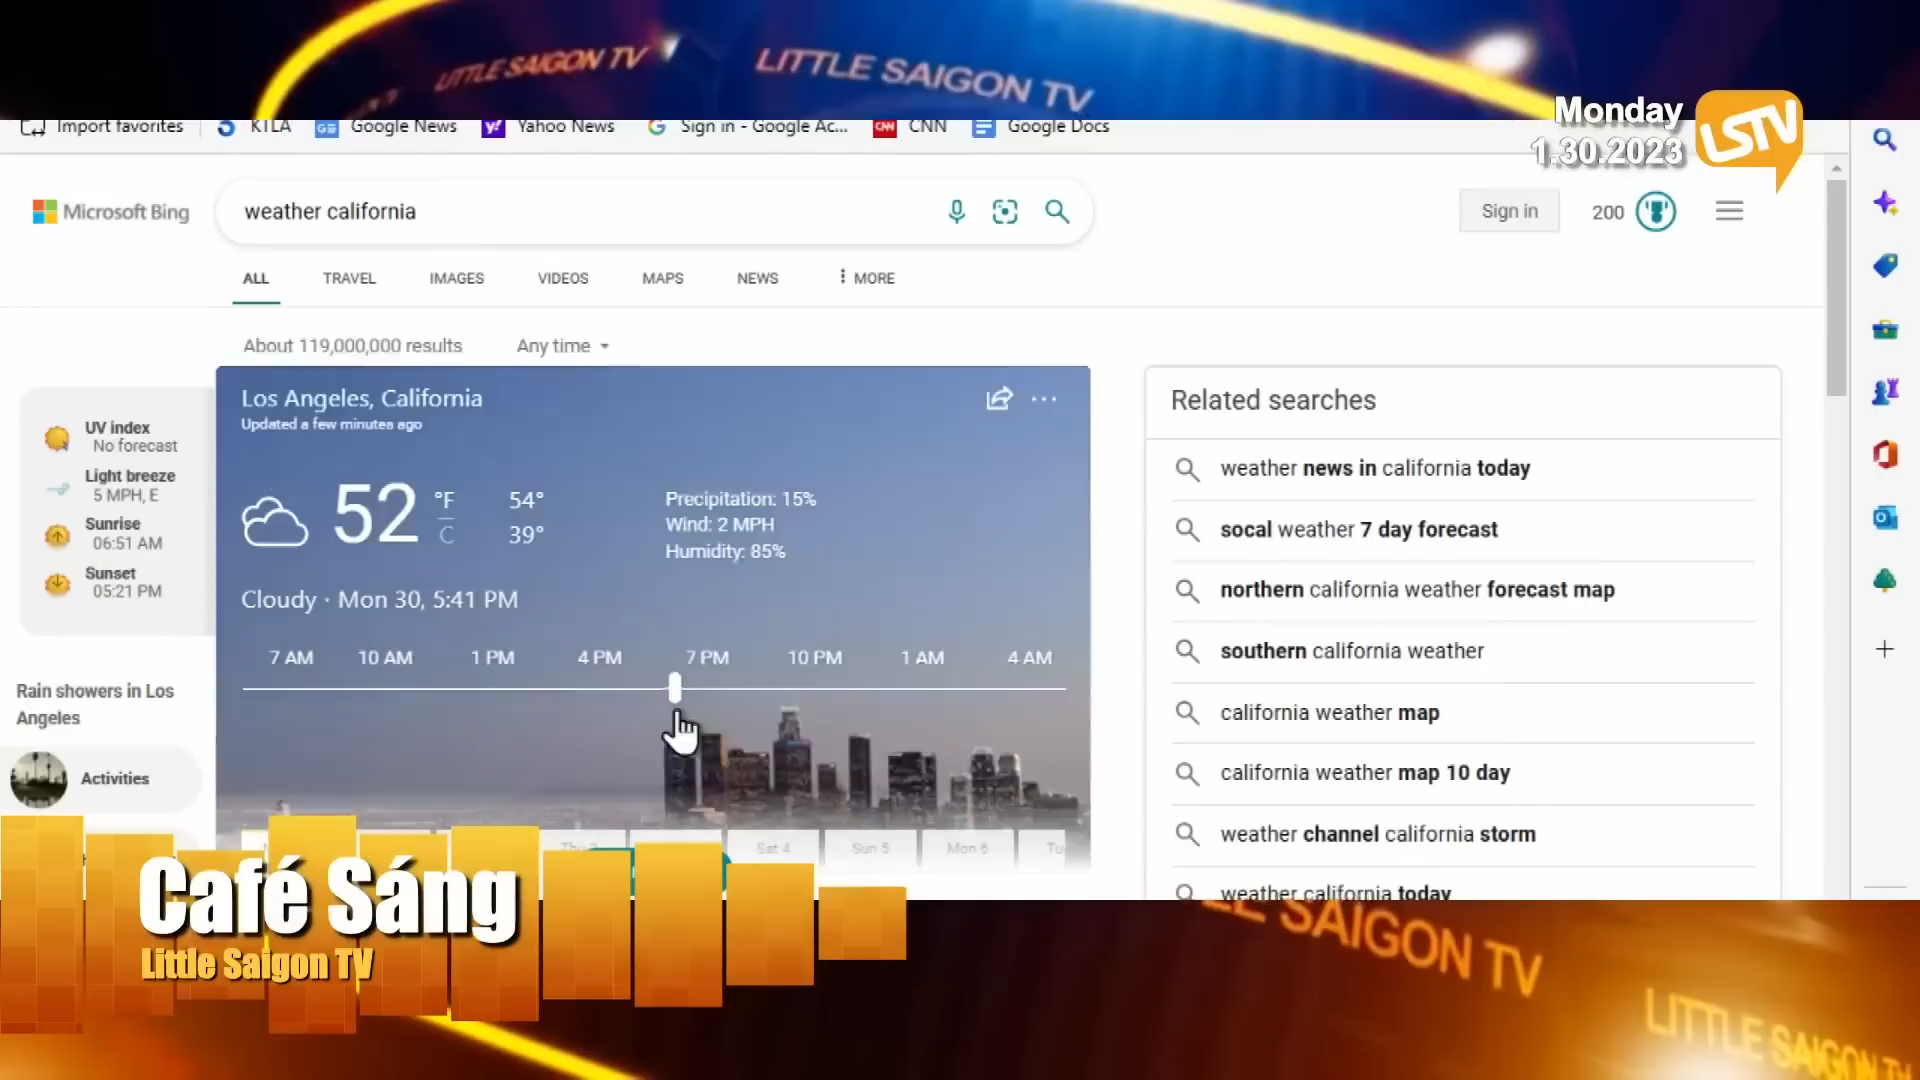 LITTLE SAIGON TV
LITTLE SAIGON TV
Monday
1.30.2023
LSTV
Import favorites
KTLA
Google News
Yahoo News
Sign in - Google Ac...
CNN
Google Docs
Microsoft Bing
weather california
Sign in
200
ALL
TRAVEL
IMAGES
VIDEOS
MAPS
NEWS
MORE
About 119,000,000 results
Any time
UV index
No forecast
Light breeze
5 MPH, E
Sunrise
06:51 AM
Sunset
05:21 PM
Rain showers in Los
Angeles
Activities
Los Angeles, California
Updated a few minutes ago
52 °F
C
54°
39°
Precipitation: 15%
Wind: 2 MPH
Humidity: 85%
Cloudy · Mon 30, 5:41 PM
7 AM 10 AM 1 PM 4 PM 7 PM 10 PM 1 AM 4 AM
Sat 4 Sun 5 Mon 6
Related searches
weather news in california today
socal weather 7 day forecast
northern california weather forecast map
southern california weather
california weather map
california weather map 10 day
weather channel california storm
weather california today
Café Sáng
Little Saigon TV
SAIGON TV
LITTLE SAIGON TV